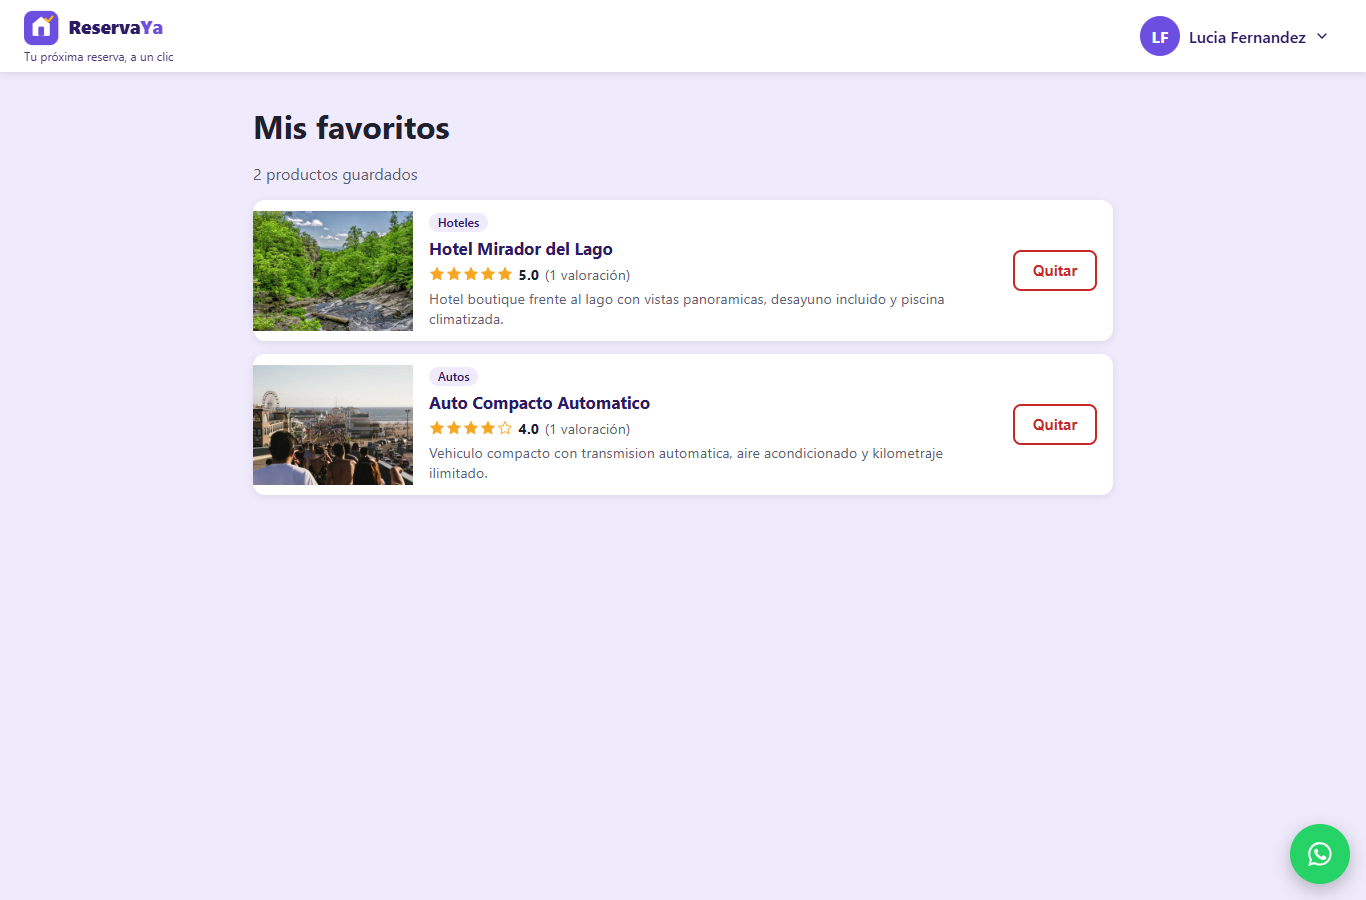 ReservaYa
Tu próxima reserva, a un clic
LF
Lucia Fernandez
Mis favoritos
2 productos guardados
Hoteles
Hotel Mirador del Lago
5.0 (1 valoración)
Hotel boutique frente al lago con vistas panoramicas, desayuno incluido y piscina
climatizada.
Quitar
Autos
Auto Compacto Automatico
4.0 (1 valoración)
Vehiculo compacto con transmision automatica, aire acondicionado y kilometraje
ilimitado.
Quitar